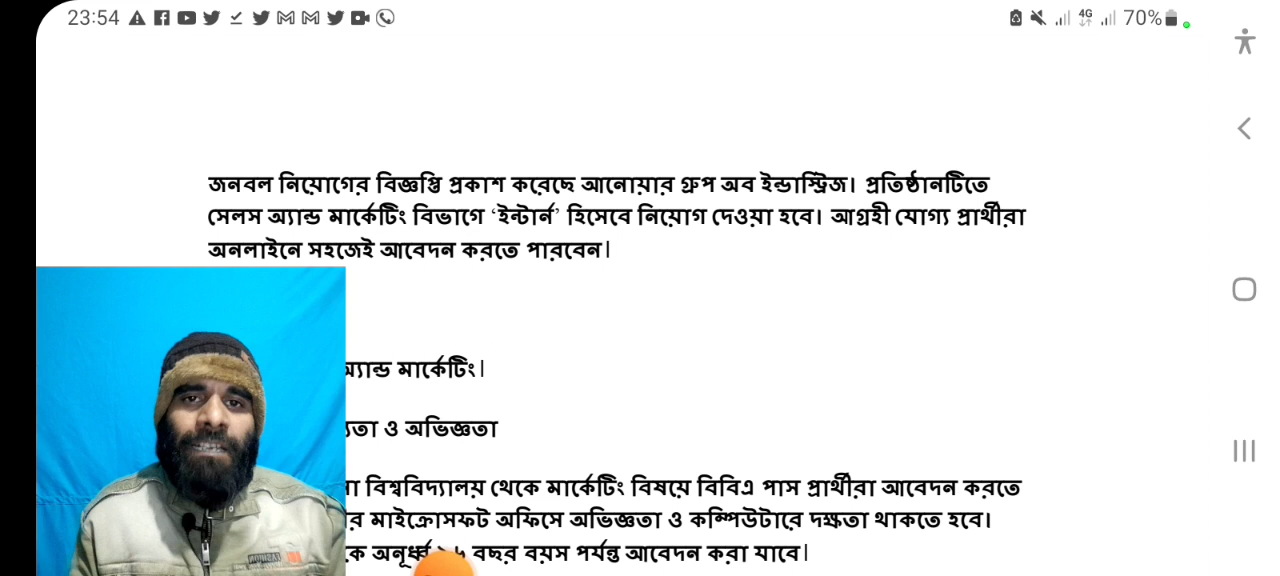 23:54
4G
70%
জনবল নিয়োগের বিজ্ঞপ্তি প্রকাশ করেছে আনোয়ার গ্রুপ অব ইন্ডাস্ট্রিজ। প্রতিষ্ঠানটিতে
সেলস অ্যান্ড মার্কেটিং বিভাগে ‘ইন্টার্ন’ হিসেবে নিয়োগ দেওয়া হবে। আগ্রহী যোগ্য প্রার্থীরা
অনলাইনে সহজেই আবেদন করতে পারবেন।
মার্কেটিং।
ও অভিজ্ঞতা
বিশ্ববিদ্যালয় থেকে মার্কেটিং বিষয়ে বিবিএ পাস প্রার্থীরা আবেদন করতে
মাইক্রোসফট অফিসে অভিজ্ঞতা ও কম্পিউটারে দক্ষতা থাকতে হবে।
অনূর্ধ্ব বছর বয়স পর্যন্ত আবেদন করা যাবে।